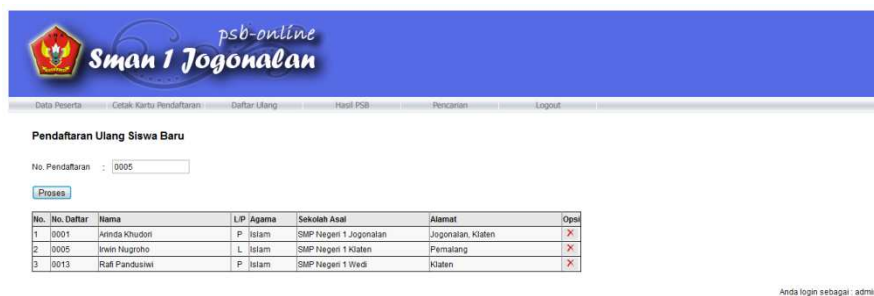 psb-online
Sman 1 Jogonalan
Data Peserta Cetak Kartu Pendaftaran Daftar Ulang Hasil PSB Pencarian Logout
Pendaftaran Ulang Siswa Baru
No. Pendaftaran : 0005
Proses
No. No. Daftar Nama L/P Agama Sekolah Asal Alamat Opsi
1 0001 Arinda Khudori P Islam SMP Negeri 1 Jogonalan Jogonalan, Klaten
2 0005 Irwin Nugroho L Islam SMP Negeri 1 Klaten Pemalang
3 0013 Rafi Pandusiwi P Islam SMP Negeri 1 Wedi Klaten
Anda login sebagai : admi